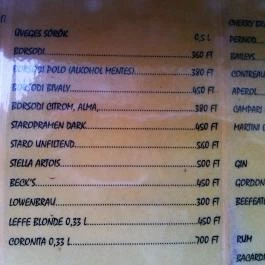 ÜVEGES SÖRÖK 0,5 L
BORSODI 360 FT
BORSODI POLO (ALKOHOL MENTES) 380 FT
BORSODI BIVALY 450 FT
BORSODI CITROM, ALMA, 380 FT
STAROPRAMEN DARK 450 FT
STARO UNFILTEND 560 FT
STELLA ARTOIS 500 FT
BECK'S 450 FT
LOWENBRAU 300 FT
LEFFE BLONDE 0,33 L 450 FT
CORONITA 0,33 L 700 FT
CHERRY
PERNOD
BAILEYS
CONTREAU
APEROL
CAMPARI
MARTINI
GIN
GORDON
BEEFEATE
RUM
BACARDI